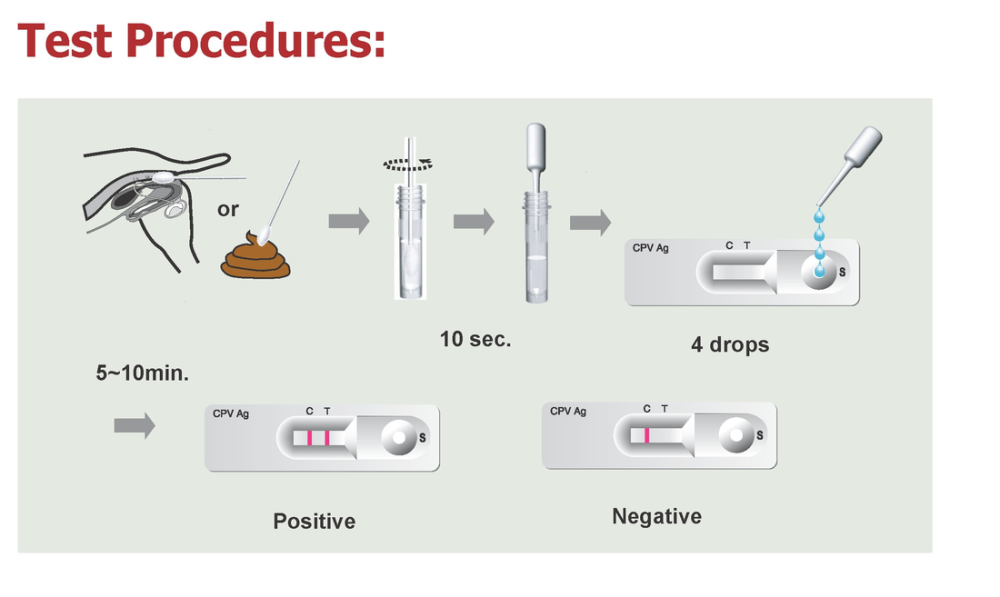 Test Procedures:
or
CPV Ag
C T
S
10 sec.
4 drops
5~10min.
CPV Ag
C T
S
CPV Ag
C T
S
Positive
Negative